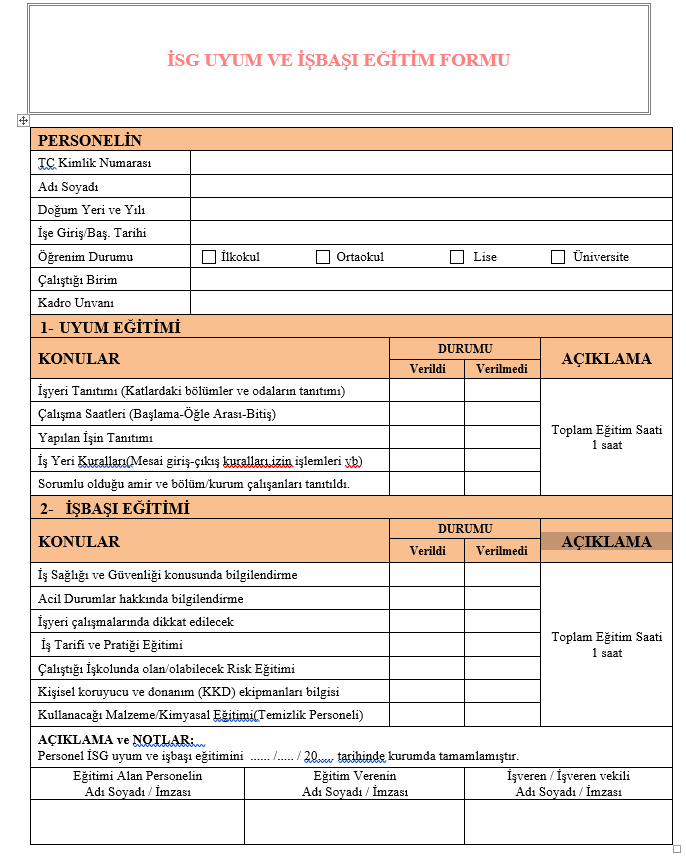 İSG UYUM VE İŞBAŞI EĞİTİM FORMU
PERSONELİN
TC Kimlik Numarası
Adı Soyadı
Doğum Yeri ve Yılı
İşe Giriş/Baş. Tarihi
Öğrenim Durumu İlkokul Ortaokul Lise Üniversite
Çalıştığı Birim
Kadro Unvanı
1- UYUM EĞİTİMİ
KONULAR DURUMU AÇIKLAMA
Verildi Verilmedi
İşyeri Tanıtımı (Katlardaki bölümler ve odaların tanıtımı)
Çalışma Saatleri (Başlama-Öğle Arası-Bitiş)
Yapılan İşin Tanıtımı
İş Yeri Kuralları(Mesai giriş-çıkış kuralları,izin işlemleri vb)
Sorumlu olduğu amir ve bölüm/kurum çalışanları tanıtıldı.
Toplam Eğitim Saati
1 saat
2- İŞBAŞI EĞİTİMİ
KONULAR DURUMU AÇIKLAMA
Verildi Verilmedi
İş Sağlığı ve Güvenliği konusunda bilgilendirme
Acil Durumlar hakkında bilgilendirme
İşyeri çalışmalarında dikkat edilecek
İş Tarifi ve Pratiği Eğitimi
Çalıştığı İşkolunda olan/olabilecek Risk Eğitimi
Kişisel koruyucu ve donanım (KKD) ekipmanları bilgisi
Kullanacağı Malzeme/Kimyasal Eğitimi(Temizlik Personeli)
Toplam Eğitim Saati
1 saat
AÇIKLAMA ve NOTLAR:
Personel İSG uyum ve işbaşı eğitimini ...... /..... / 20.... tarihinde kurumda tamamlamıştır.
Eğitimi Alan Personelin Eğitim Verenin İşveren / İşveren vekili
Adı Soyadı / İmzası Adı Soyadı / İmzası Adı Soyadı / İmzası